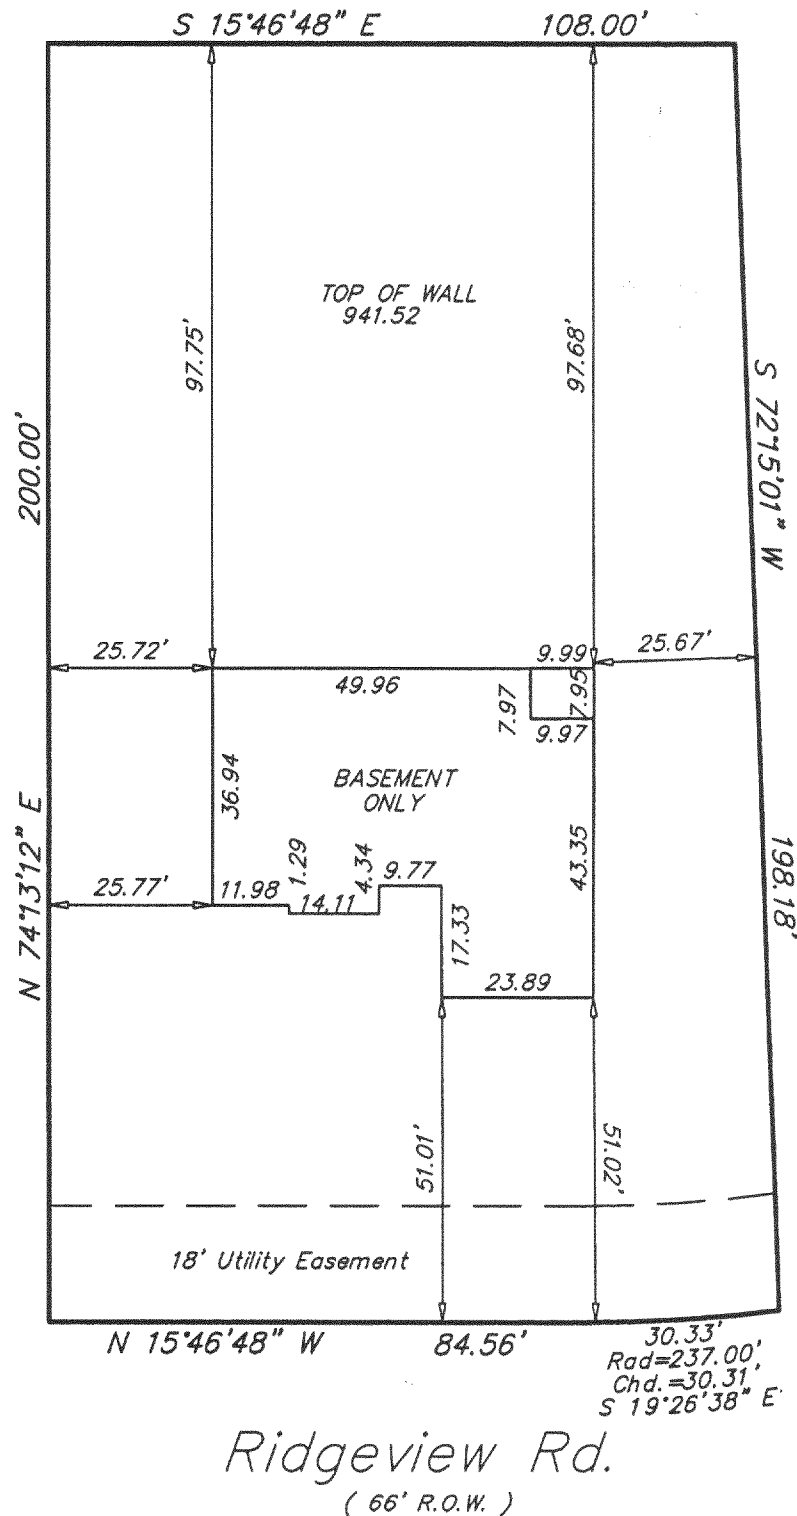 S 15°46'48" E 108.00'
TOP OF WALL
941.52
97.75'
97.68'
200.00'
S 72°15'01" W
25.72'
9.99
25.67'
49.96
7.97
7.95
9.97
36.94
BASEMENT
ONLY
N 74°13'12" E
1.29
4.34
9.77
43.35
198.18'
25.77'
11.98
14.11
17.33
23.89
51.01'
51.02'
18' Utility Easement
N 15°46'48" W 84.56'
30.33'
Rad=237.00'
Chd.=30.31'
S 19°26'38" E
Ridgeview Rd.
( 66' R.O.W. )